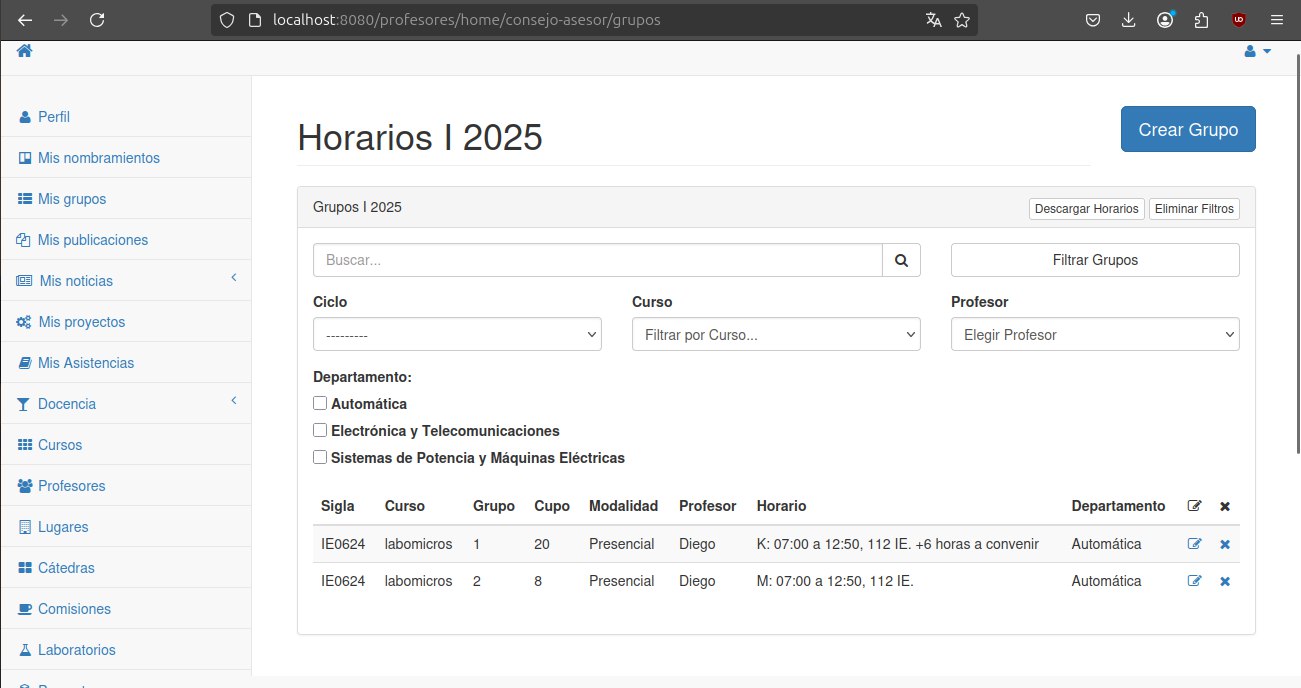 localhost:8080/profesores/home/consejo-asesor/grupos
Perfil
Mis nombramientos
Mis grupos
Mis publicaciones
Mis noticias
Mis proyectos
Mis Asistencias
Docencia
Cursos
Profesores
Lugares
Cátedras
Comisiones
Laboratorios
Horarios I 2025
Crear Grupo
Grupos I 2025
Descargar Horarios
Eliminar Filtros
Buscar...
Filtrar Grupos
Ciclo Curso Profesor
--------- Filtrar por Curso... Elegir Profesor
Departamento:
Automática
Electrónica y Telecomunicaciones
Sistemas de Potencia y Máquinas Eléctricas
Sigla Curso Grupo Cupo Modalidad Profesor Horario Departamento
IE0624 labomicros 1 20 Presencial Diego K: 07:00 a 12:50, 112 IE. +6 horas a convenir Automática
IE0624 labomicros 2 8 Presencial Diego M: 07:00 a 12:50, 112 IE. Automática